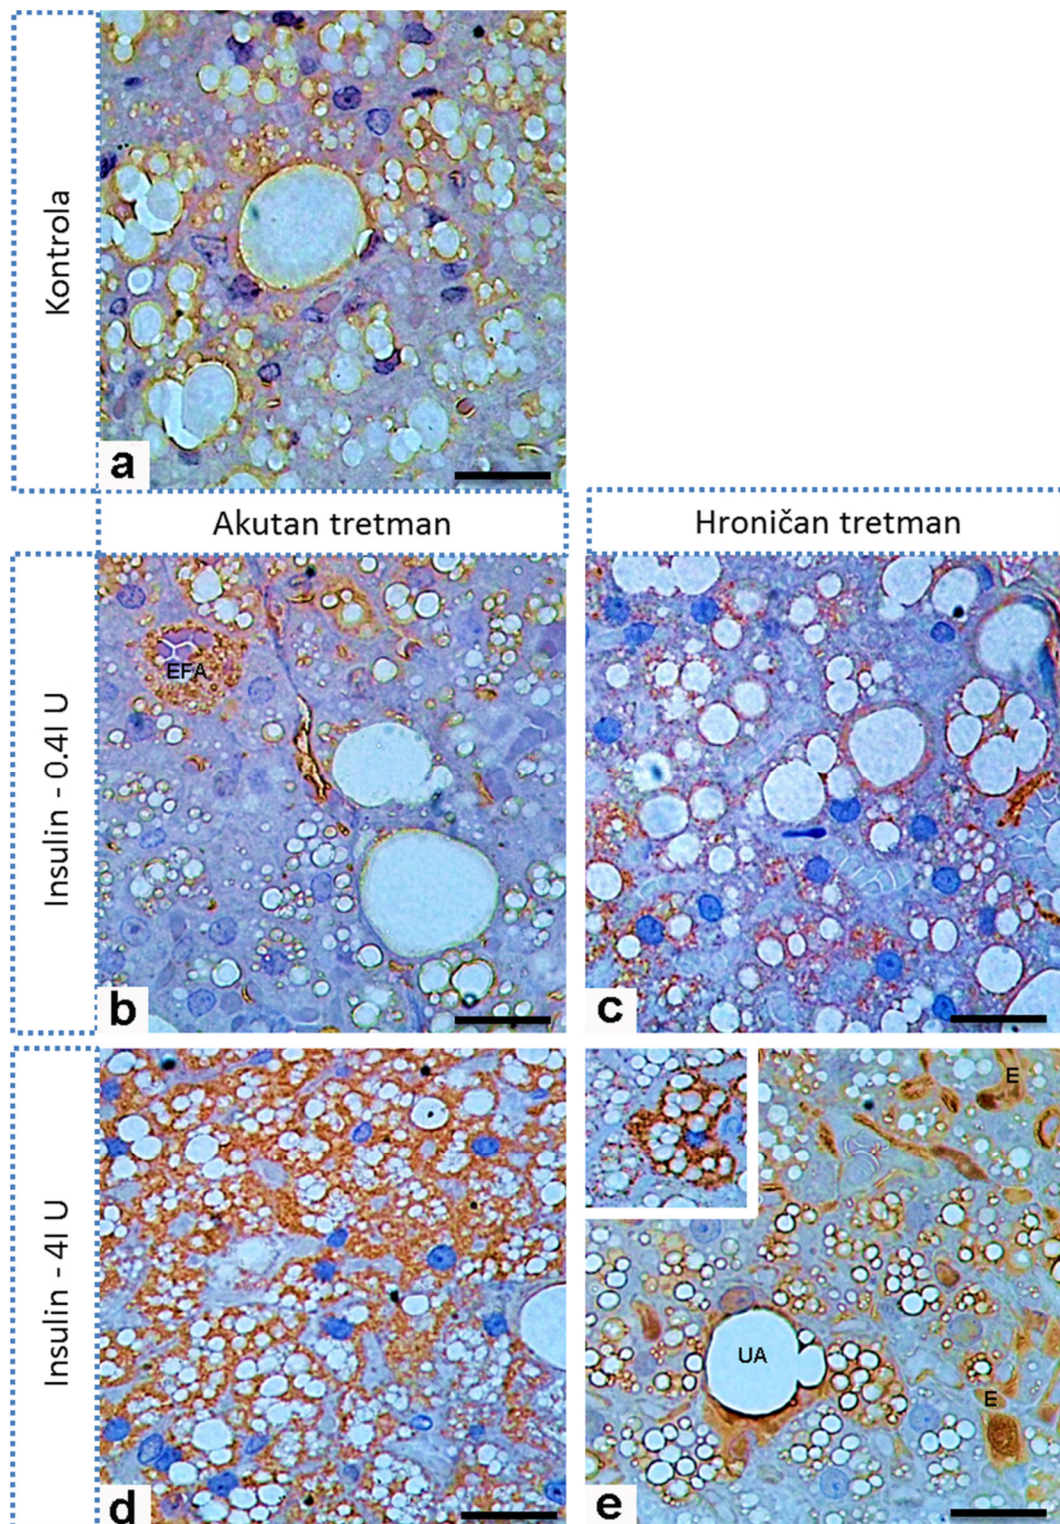 Kontrola
a
Akutan tretman
Hroničan tretman
Insulin - 0.4I U
EFA
b
c
Insulin - 4I U
d
E
UA
E
e